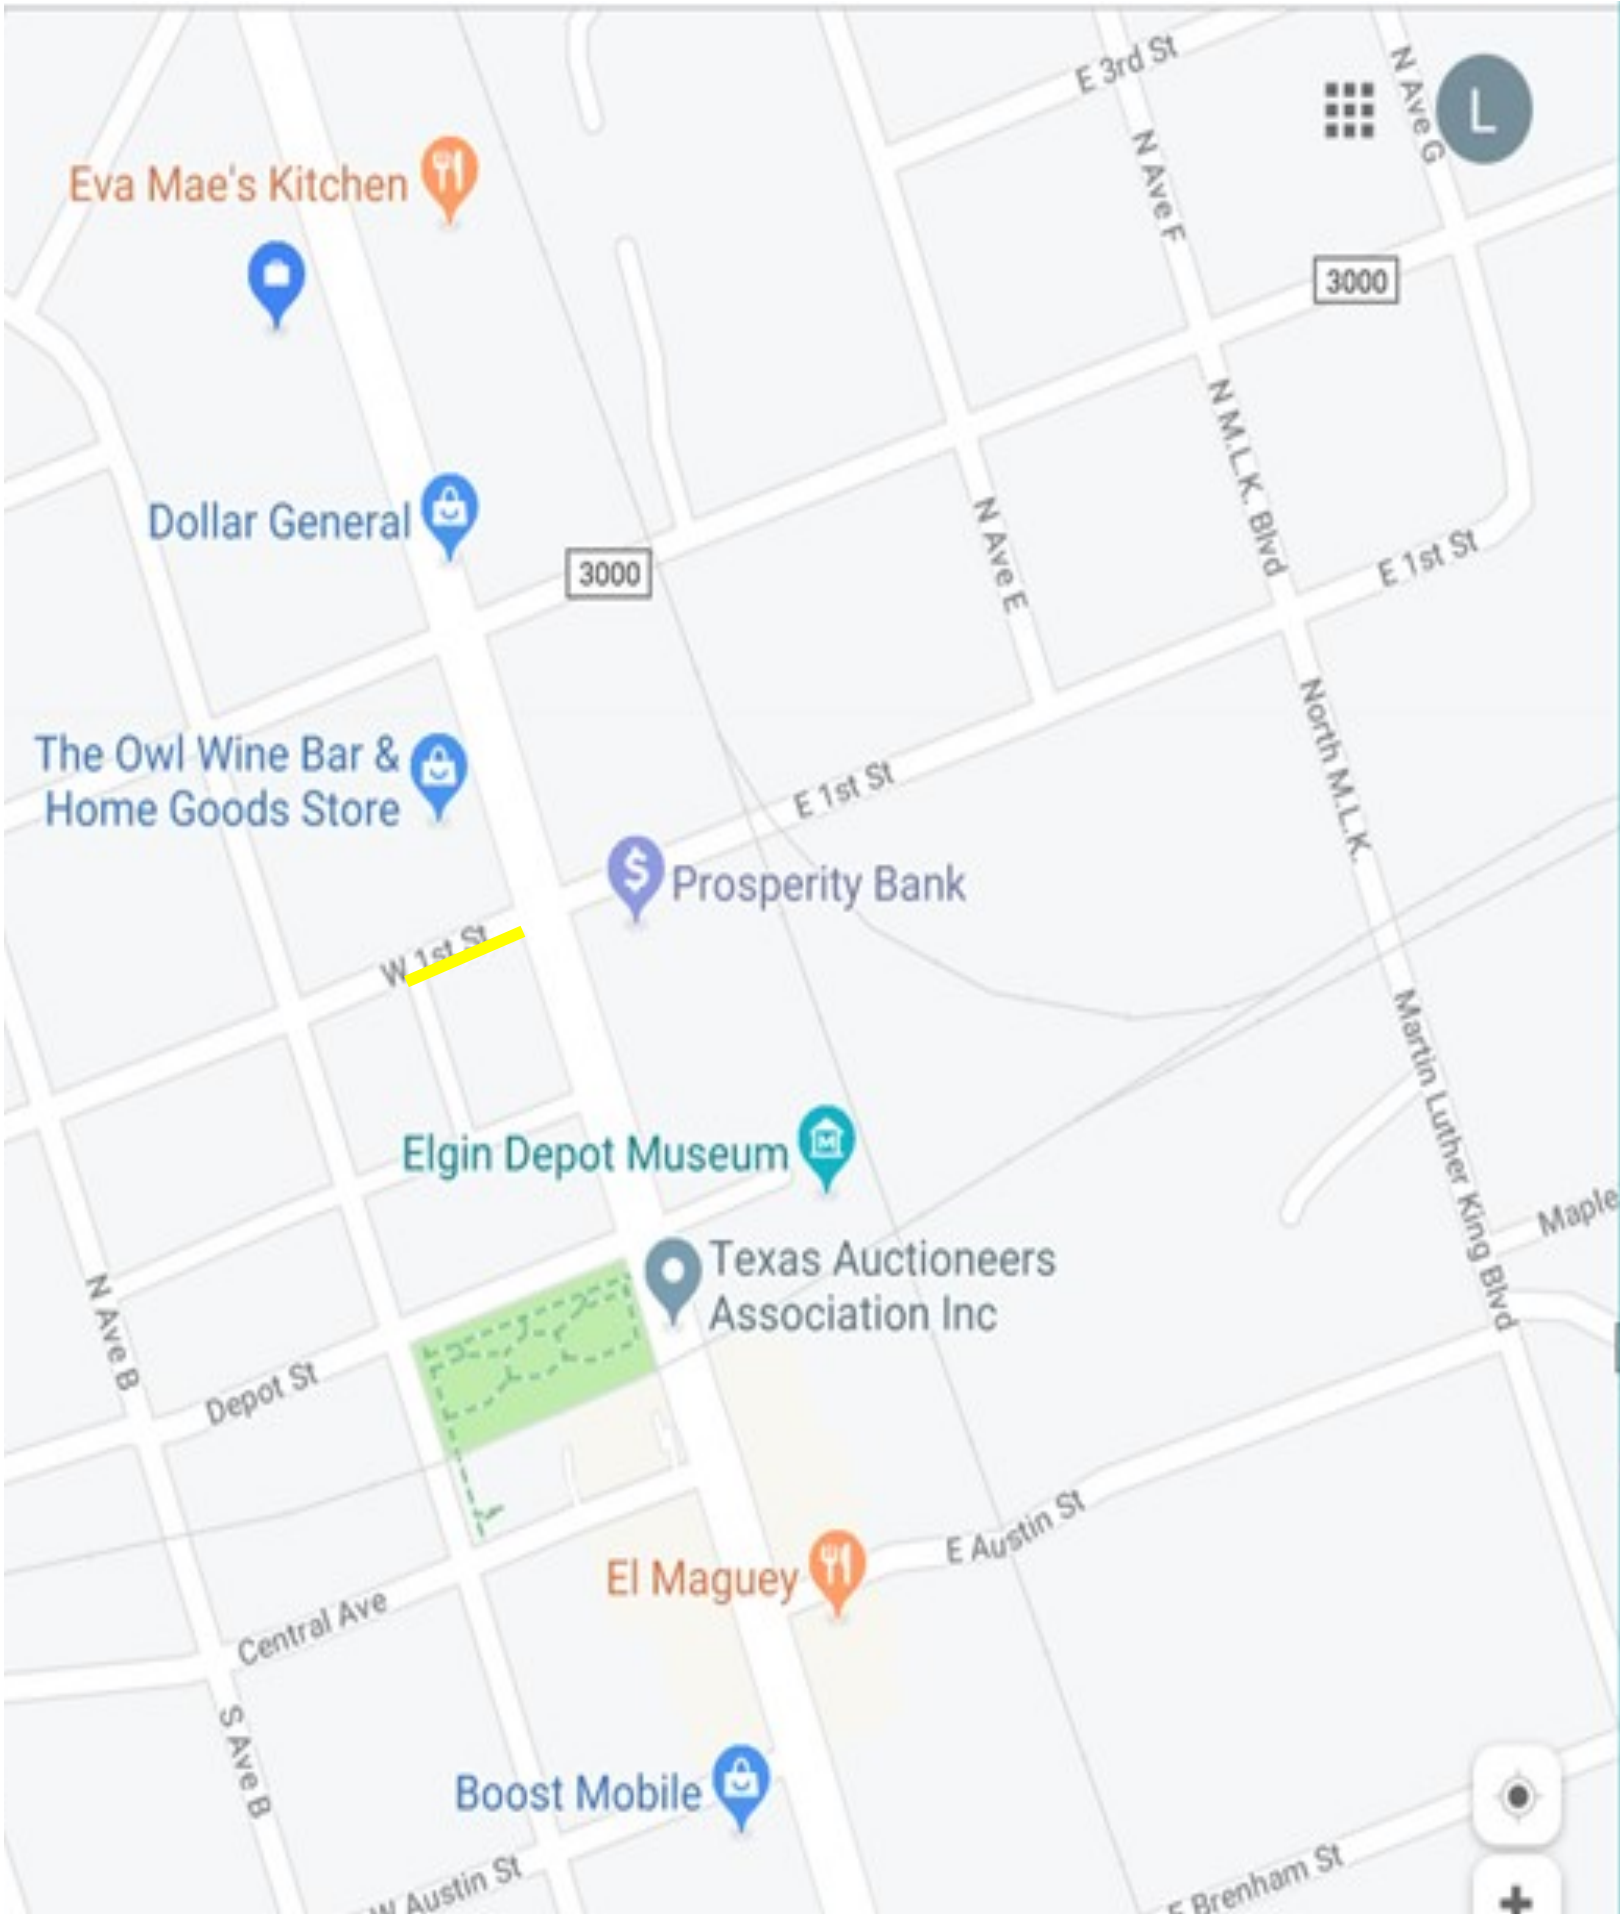 E 3rd St
N Ave G
L
N Ave F
Eva Mae's Kitchen
3000
N M.L.K. Blvd
Dollar General
N Ave E
E 1st St
3000
North M.L.K.
The Owl Wine Bar &
Home Goods Store
E 1st St
Prosperity Bank
W 1st St
Martin Luther King Blvd
Elgin Depot Museum
Maple
Texas Auctioneers
Association Inc
N Ave B
Depot St
E Austin St
El Maguey
Central Ave
S Ave B
Boost Mobile
W Austin St
E Brenham St